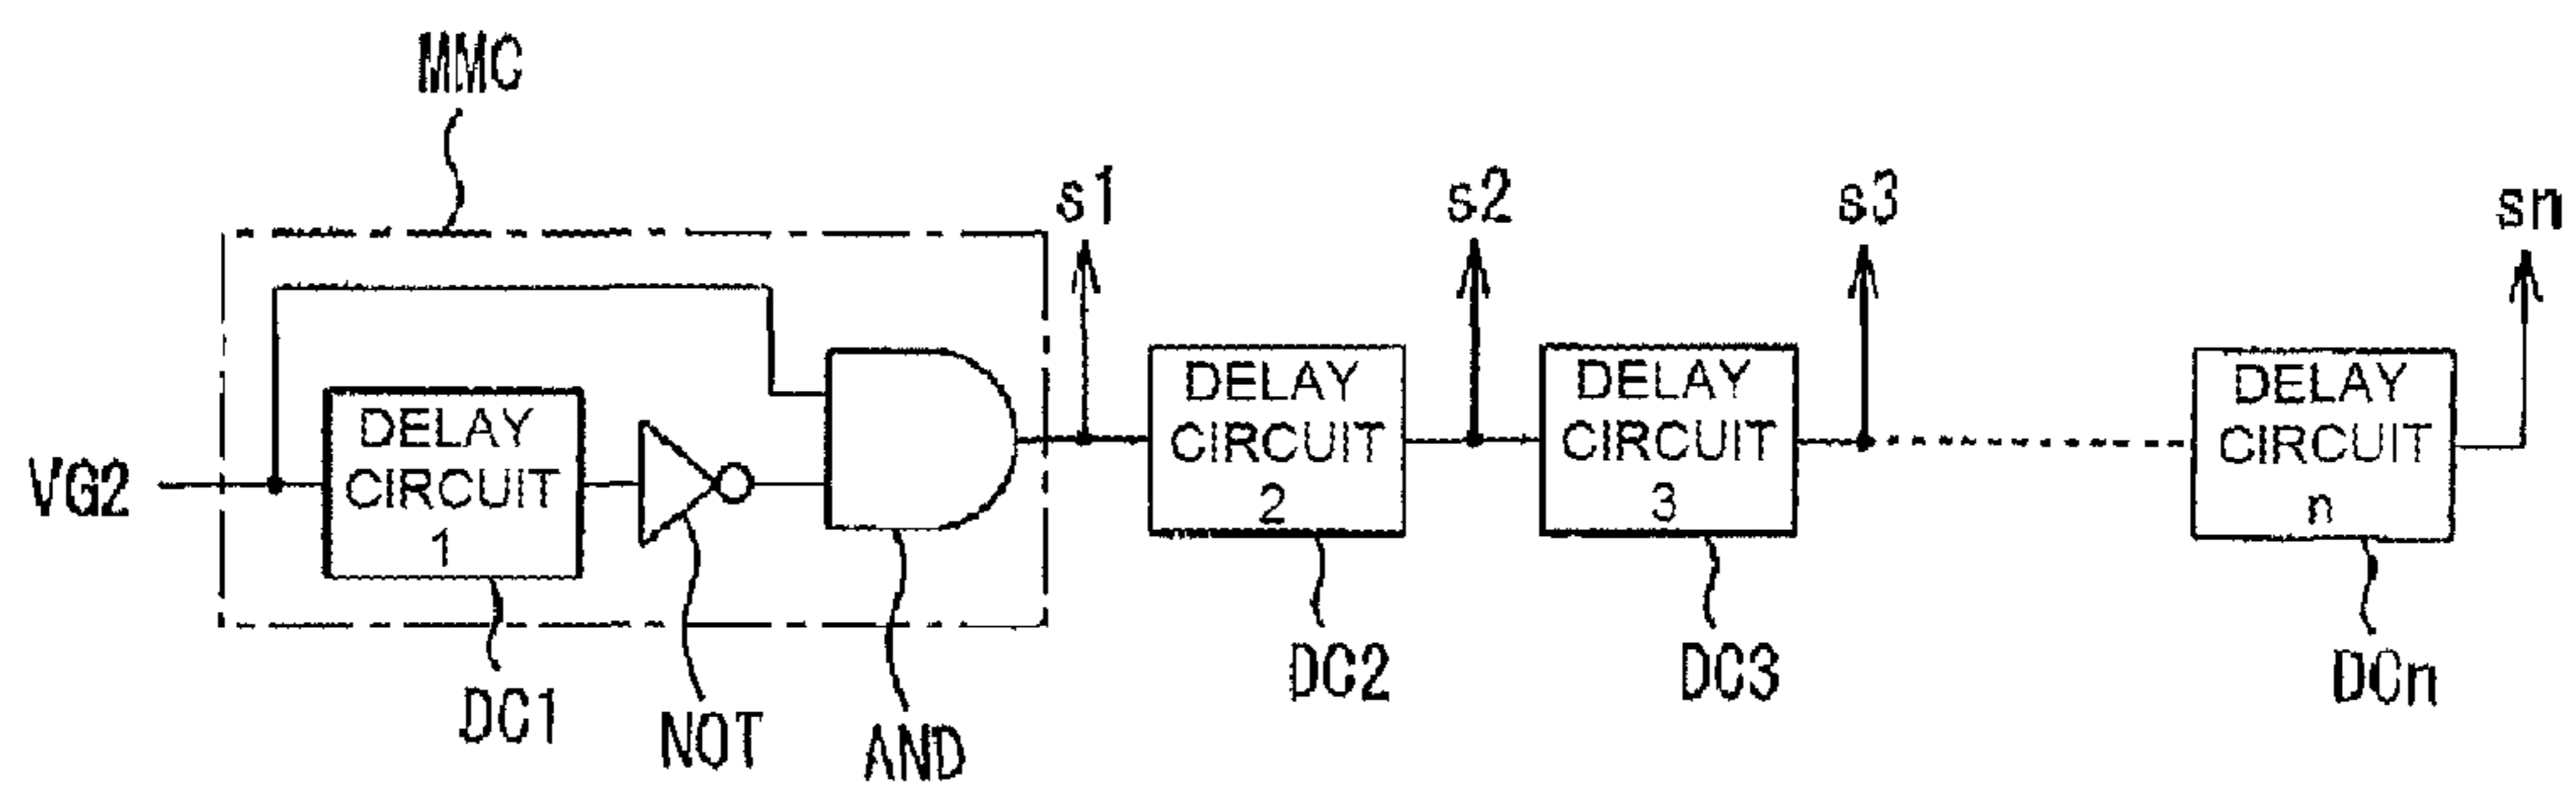 MMC
s1
s2
s3
sn
VG2
DELAY
CIRCUIT
1
DELAY
CIRCUIT
2
DELAY
CIRCUIT
3
DELAY
CIRCUIT
n
DC1
NOT
AND
DC2
DC3
DCn